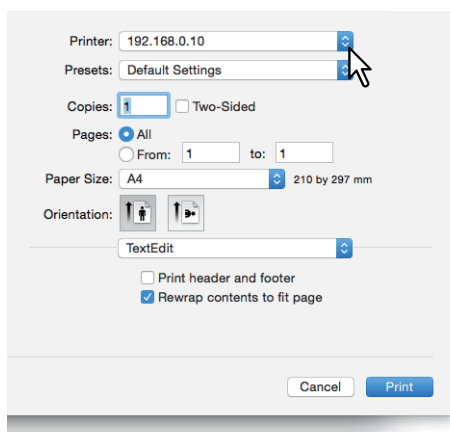 Printer: 192.168.0.10
Presets: Default Settings
Copies: 1 Two-Sided
Pages: All
From: 1 to: 1
Paper Size: A4 210 by 297 mm
Orientation:
TextEdit
Print header and footer
Rewrap contents to fit page
Cancel Print